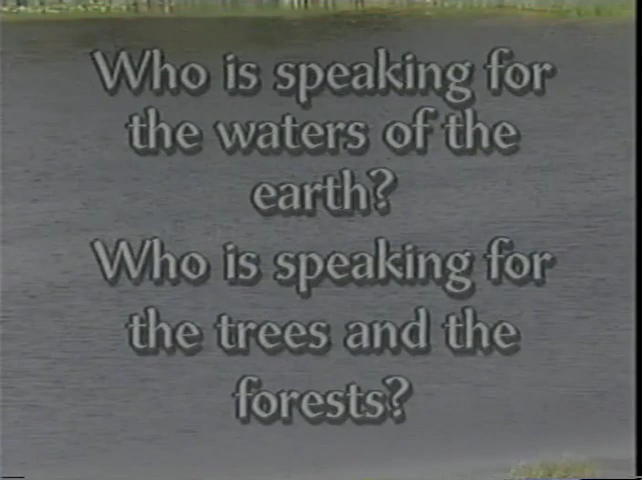 Who is speaking for
the waters of the
earth?
Who is speaking for
the trees and the
forests?